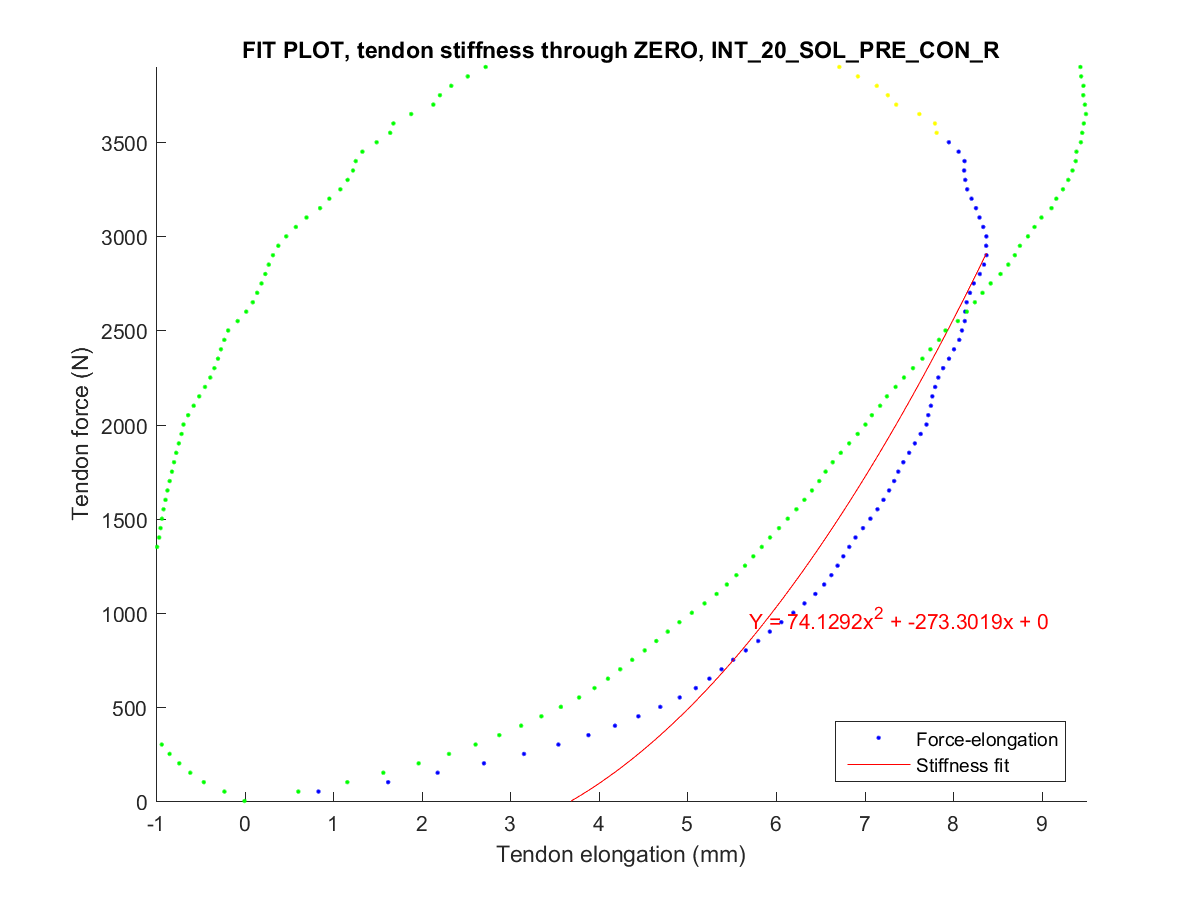 FIT PLOT, tendon stiffness through ZERO, INT_20_SOL_PRE_CON_R
3500
3000
2500
2000
1500
1000
500
0
Tendon force (N)
Y = 74.1292x² + -273.3019x + 0
Force-elongation
Stiffness fit
-1 0 1 2 3 4 5 6 7 8 9
Tendon elongation (mm)